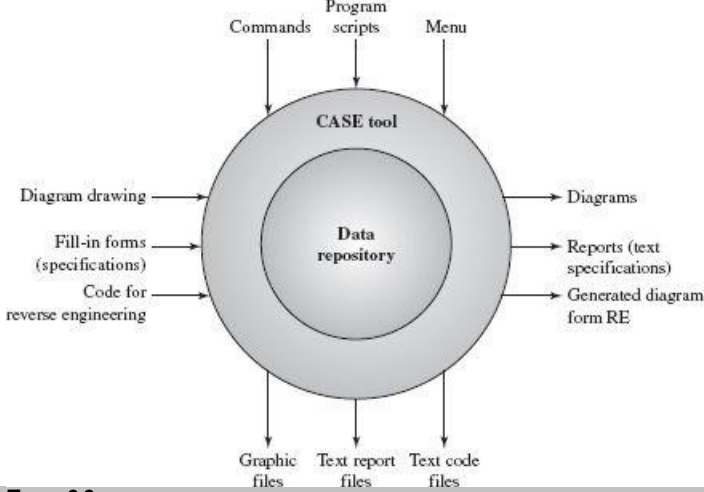 Program
Commands scripts Menu
CASE tool
Diagram drawing
Diagrams
Data
repository
Fill-in forms
(specifications)
Reports (text
specifications)
Code for
reverse engineering
Generated diagram
form RE
Graphic
files
Text report
files
Text code
files